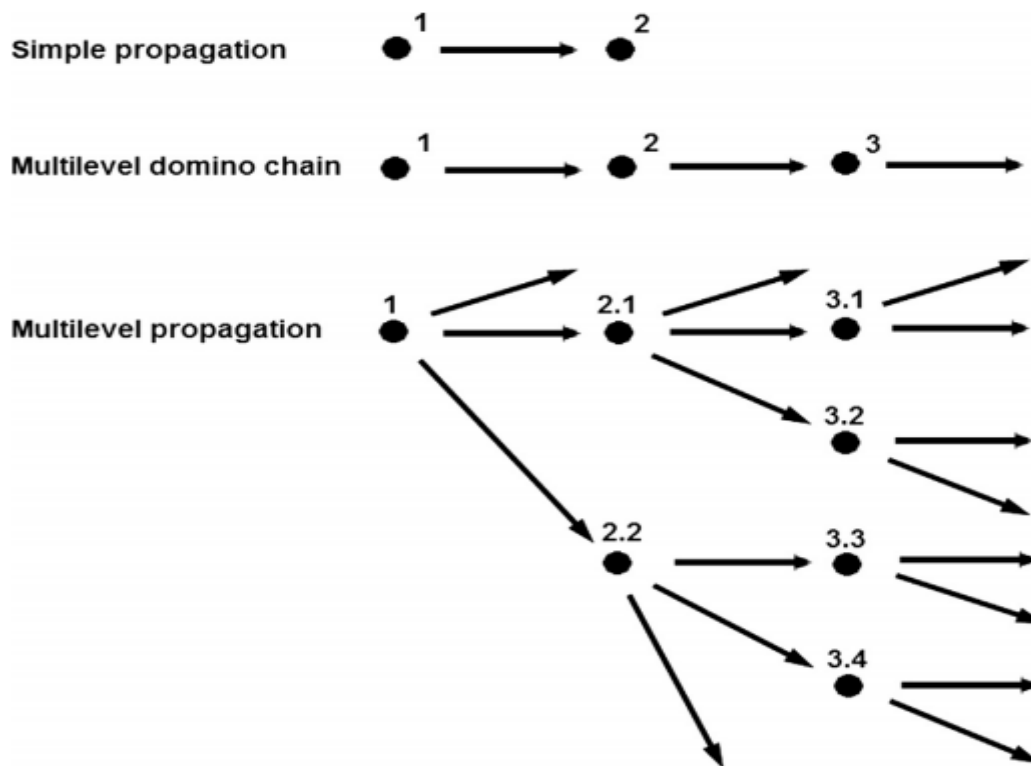 Simple propagation 1 2
Multilevel domino chain 1 2 3
Multilevel propagation 1 2.1 3.1
3.2
2.2 3.3
3.4